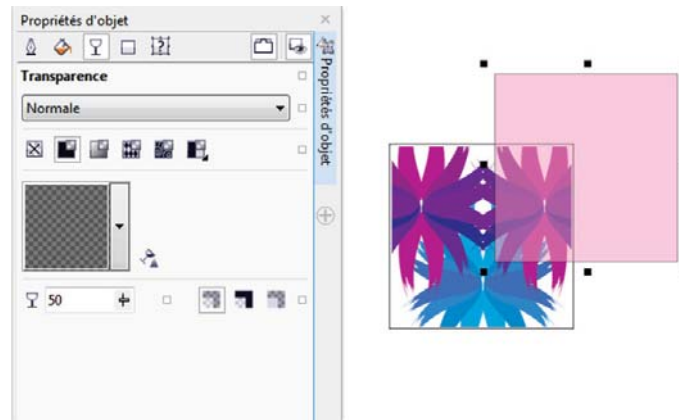 Propriétés d'objet
Transparence
Normale
50
Propriétés d'objet